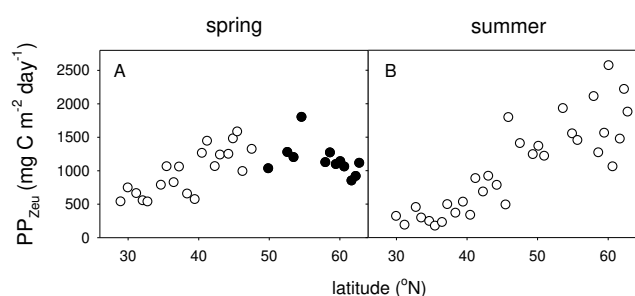 spring
summer
A
B
PP_Zeu (mg C m⁻² day⁻¹)
2500
2000
1500
1000
500
0
30 40 50 60
30 40 50 60
latitude (°N)